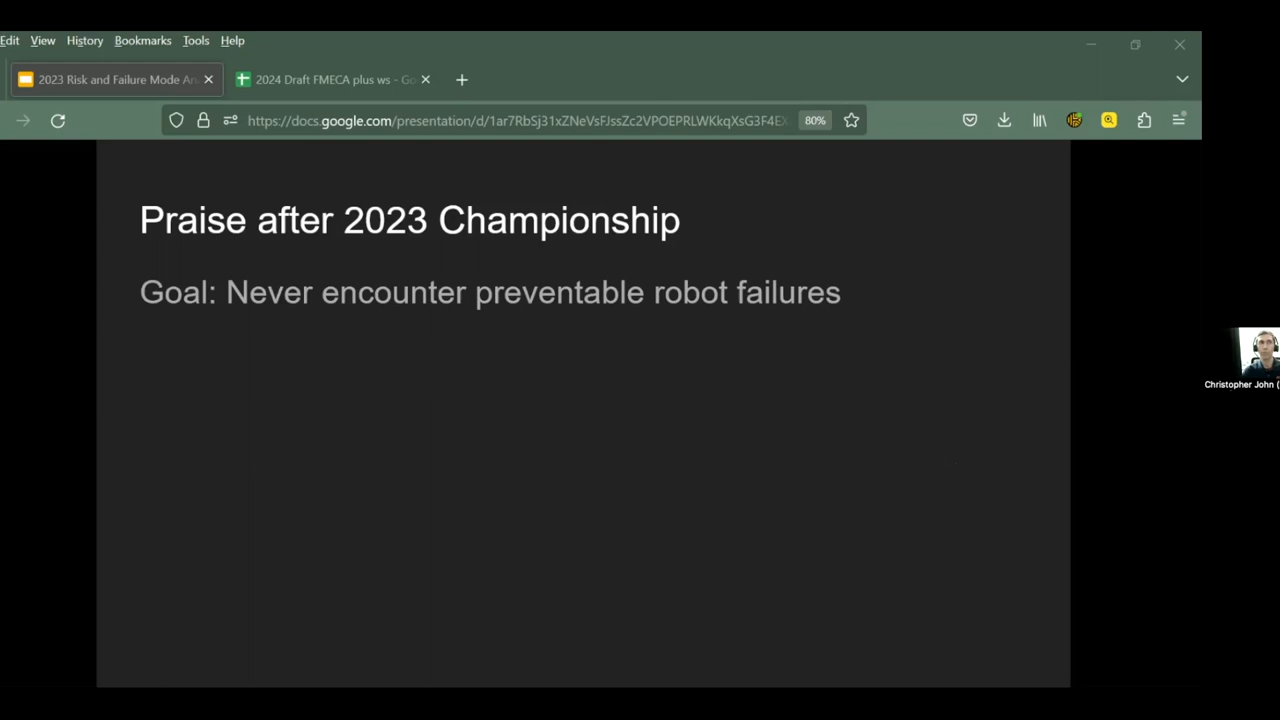 Edit View History Bookmarks Tools Help
2023 Risk and Failure Mode An 2024 Draft FMECA plus ws - Go
https://docs.google.com/presentation/d/1ar7RbSj31xZNeVsFJssZc2VPOEPRLWKkqXsG3F4EX 80%
Praise after 2023 Championship
Goal: Never encounter preventable robot failures
Christopher John (